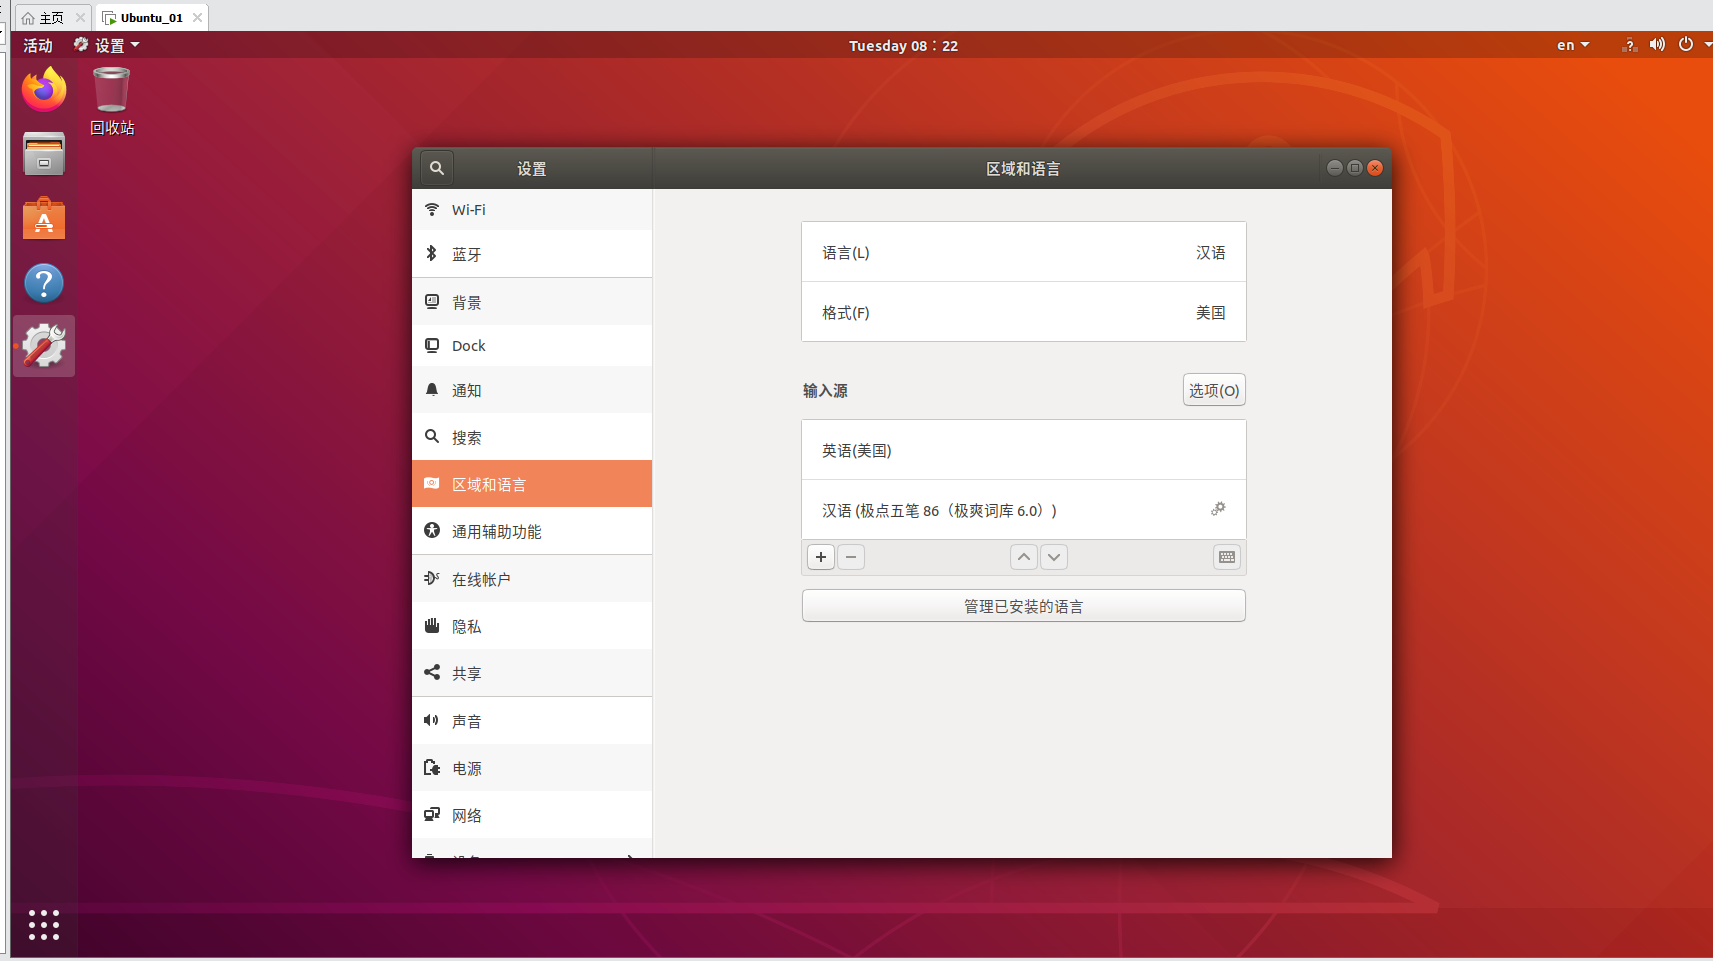 主页
Ubuntu_01
活动
设置
Tuesday 08：22
en
回收站
设置
区域和语言
Wi-Fi
蓝牙
背景
Dock
通知
搜索
区域和语言
通用辅助功能
在线帐户
隐私
共享
声音
电源
网络
语言(L)
汉语
格式(F)
美国
输入源
选项(O)
英语(美国)
汉语 (极点五笔 86（极爽词库 6.0）)
管理已安装的语言